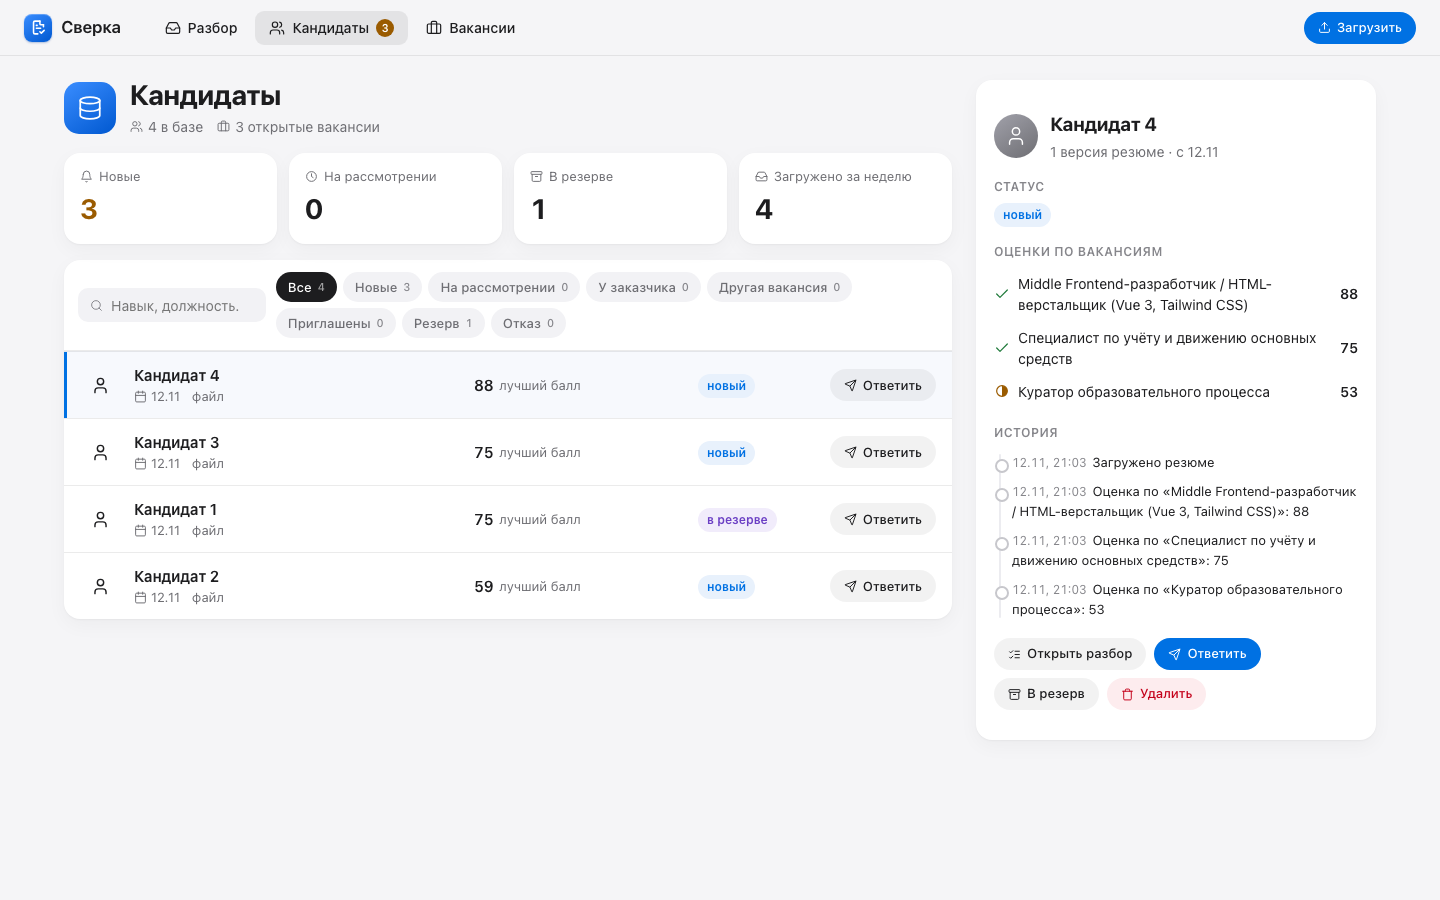 Сверка
Разбор
Кандидаты 3
Вакансии
Загрузить
Кандидаты
4 в базе 3 открытые вакансии
Новые
3
На рассмотрении
0
В резерве
1
Загружено за неделю
4
Навык, должность.
Все 4 Новые 3 На рассмотрении 0 У заказчика 0 Другая вакансия 0
Приглашены 0 Резерв 1 Отказ 0
Кандидат 4
12.11 файл
88 лучший балл
новый
Ответить
Кандидат 3
12.11 файл
75 лучший балл
новый
Ответить
Кандидат 1
12.11 файл
75 лучший балл
в резерве
Ответить
Кандидат 2
12.11 файл
59 лучший балл
новый
Ответить
Кандидат 4
1 версия резюме · с 12.11
СТАТУС
новый
ОЦЕНКИ ПО ВАКАНСИЯМ
Middle Frontend-разработчик / HTML-
верстальщик (Vue 3, Tailwind CSS)
88
Специалист по учёту и движению основных
средств
75
Куратор образовательного процесса
53
ИСТОРИЯ
12.11, 21:03 Загружено резюме
12.11, 21:03 Оценка по «Middle Frontend-разработчик
/ HTML-верстальщик (Vue 3, Tailwind CSS)»: 88
12.11, 21:03 Оценка по «Специалист по учёту и
движению основных средств»: 75
12.11, 21:03 Оценка по «Куратор образовательного
процесса»: 53
Открыть разбор
Ответить
В резерв
Удалить